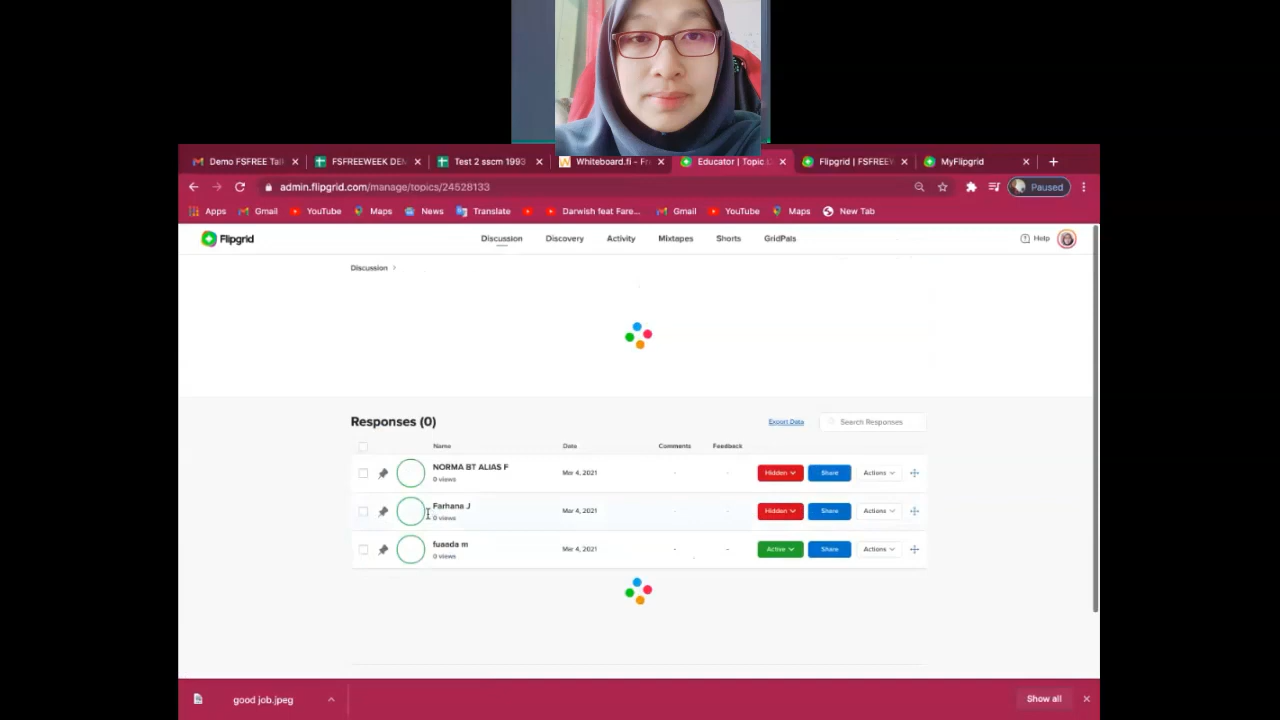 Demo FSFREE Tal
FSFREEWEEK DE
Test 2 sscm 1993
Whiteboard.fi - Fr
Educator | Topic
Flipgrid | FSFREEV
MyFlipgrid
admin.flipgrid.com/manage/topics/24528133
Paused
Apps
Gmail
YouTube
Maps
News
Translate
Darwish feat Fare...
Gmail
YouTube
Maps
New Tab
Flipgrid
Discussion
Discovery
Activity
Mixtapes
Shorts
GridPals
Help
Discussion >
Responses (0)
Export Data
Search Responses
Name
Date
Comments
Feedback
NORMA BT ALIAS F
0 views
Mar 4, 2021
-
-
Hidden
Share
Actions
Farhana J
0 views
Mar 4, 2021
-
-
Hidden
Share
Actions
fuaada m
0 views
Mar 4, 2021
-
-
Active
Share
Actions
good job.jpeg
Show all